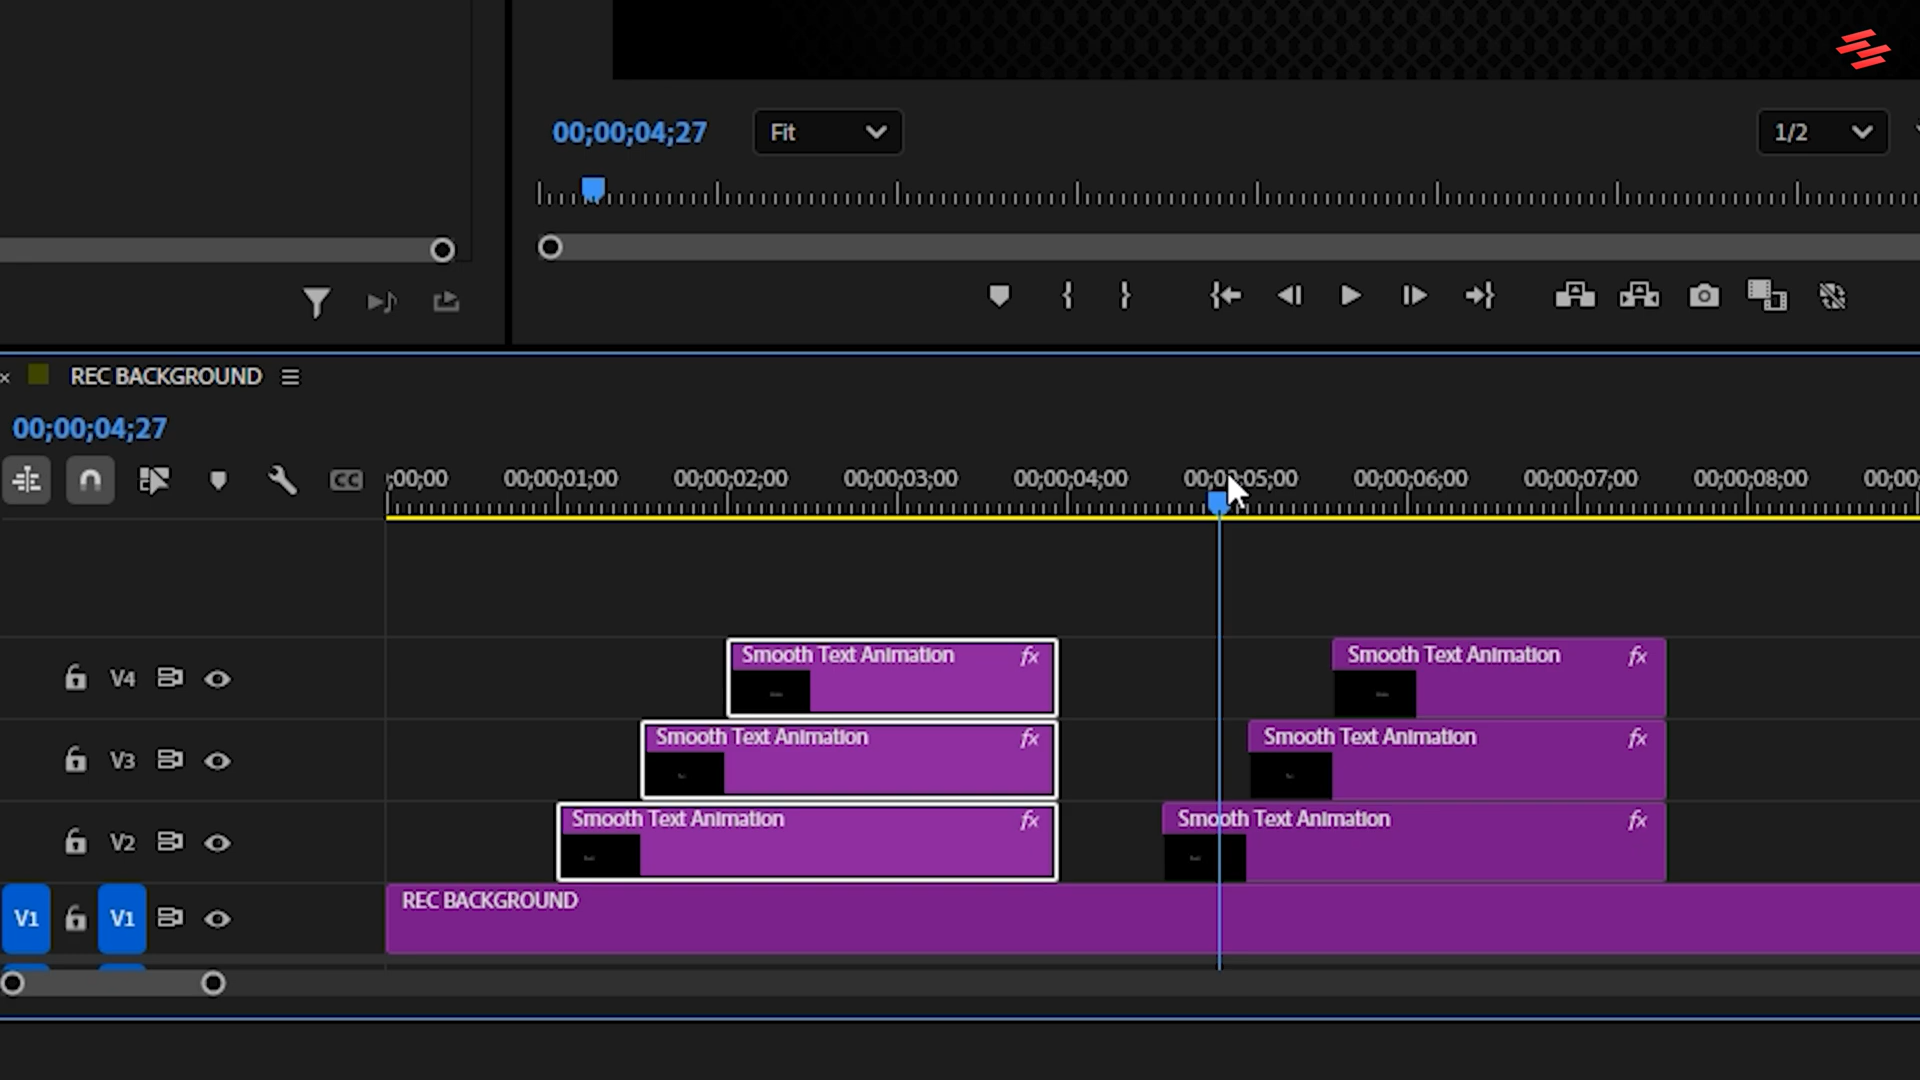 00;00;04;27
Fit
1/2
REC BACKGROUND
00;00;04;27
CC
;00;00
00;00;01;00
00;00;02;00
00;00;03;00
00;00;04;00
00;00;05;00
00;00;06;00
00;00;07;00
00;00;08;00
00;00
V4
Smooth Text Animation fx
Smooth Text Animation fx
V3
Smooth Text Animation fx
Smooth Text Animation fx
V2
Smooth Text Animation fx
Smooth Text Animation fx
V1
V1
REC BACKGROUND